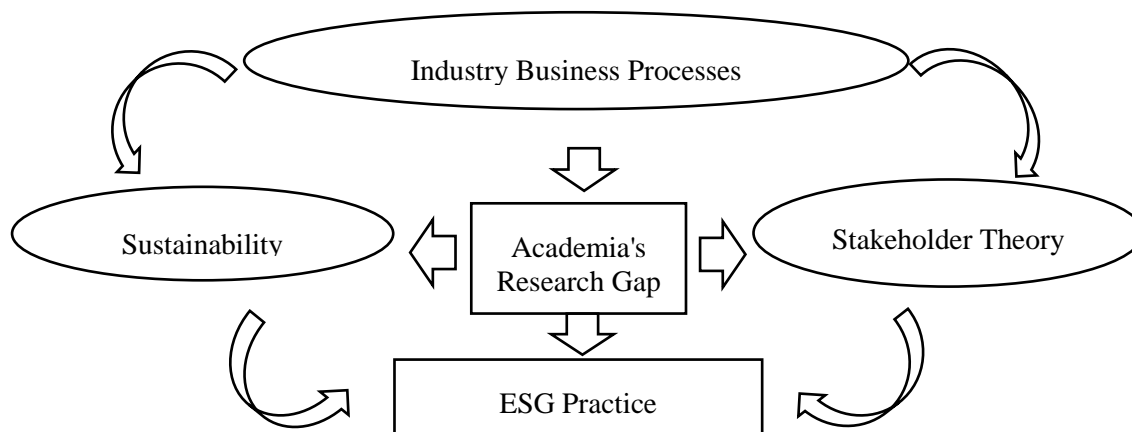 Industry Business Processes
Sustainability
Academia's
Research Gap
Stakeholder Theory
ESG Practice